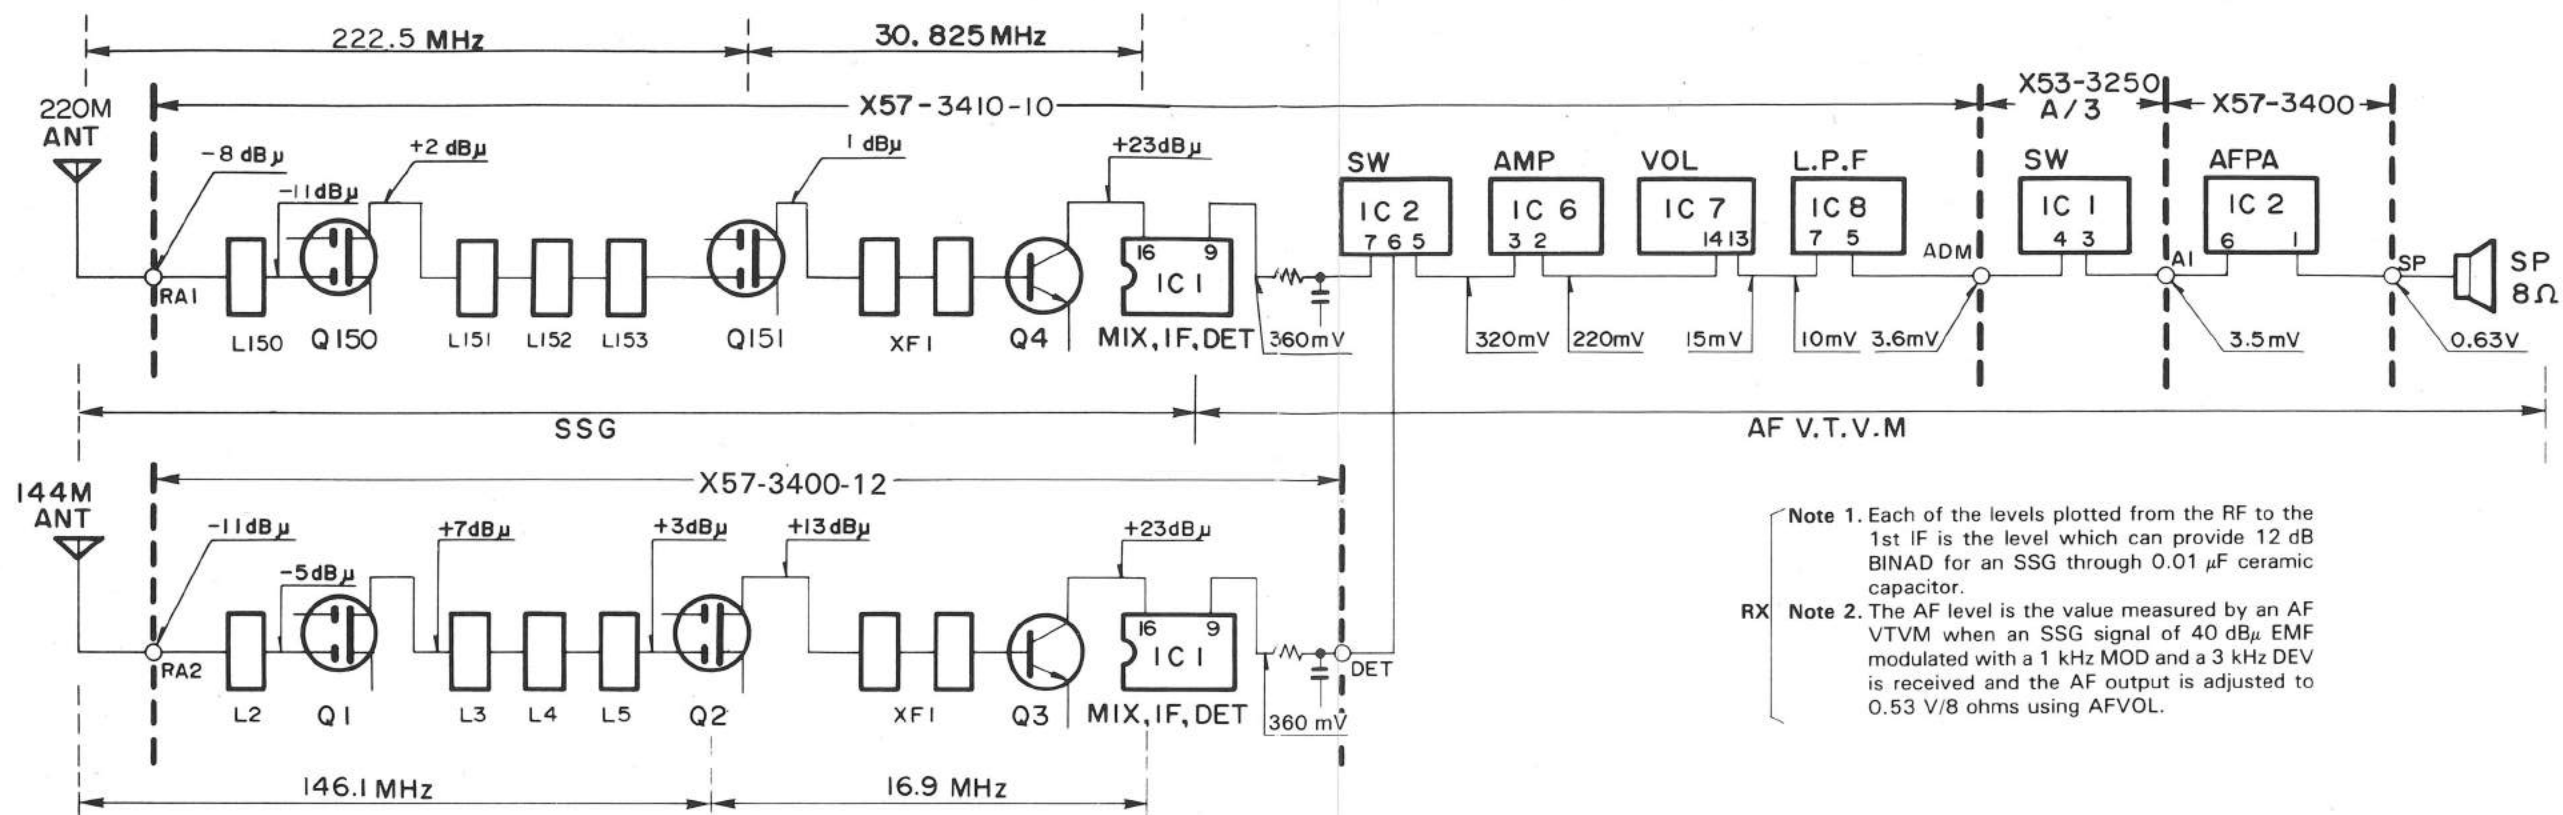 222.5 MHz
30.825MHz
X53-3250
A/3
X57-3410-10
X57-3400
220M
ANT
-8 dBμ
+2 dBμ
1 dBμ
+23dBμ
-11dBμ
SW
AMP
VOL
L.P.F
SW
AFPA
IC 2
IC 6
IC 7
IC 8
IC 1
IC 2
7 6 5
3 2
14 13
7 5
4 3
6 1
16 9
IC 1
ADM
AI
SP
SP
8Ω
RA1
L150
Q150
L151
L152
L153
Q151
XF1
Q4
MIX, IF, DET
360mV
320mV
220mV
15mV
10mV
3.6mV
3.5mV
0.63V
SSG
AF V.T.V.M
X57-3400-12
144M
ANT
-11dBμ
+7dBμ
+3dBμ
+13dBμ
+23dBμ
-5dBμ
16 9
IC 1
RA2
DET
L2
Q1
L3
L4
L5
Q2
XF1
Q3
MIX, IF, DET
360 mV
146.1 MHz
16.9 MHz
RX
Note 1. Each of the levels plotted from the RF to the
1st IF is the level which can provide 12 dB
BINAD for an SSG through 0.01 μF ceramic
capacitor.
Note 2. The AF level is the value measured by an AF
VTVM when an SSG signal of 40 dBμ EMF
modulated with a 1 kHz MOD and a 3 kHz DEV
is received and the AF output is adjusted to
0.53 V/8 ohms using AFVOL.